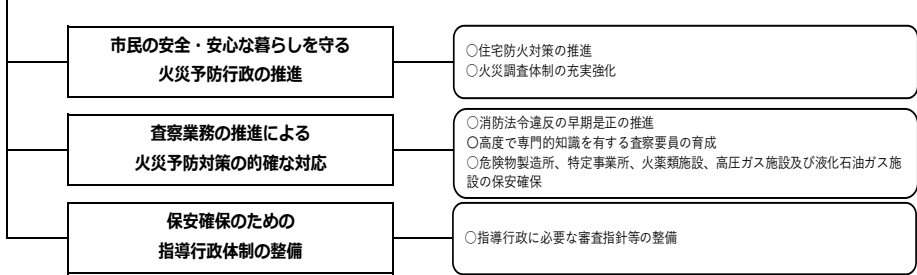 市民の安全・安心な暮らしを守る
火災予防行政の推進
○住宅防火対策の推進
○火災調査体制の充実強化
査察業務の推進による
火災予防対策の的確な対応
○消防法令違反の早期是正の推進
○高度で専門的知識を有する査察要員の育成
○危険物製造所、特定事業所、火薬類施設、高圧ガス施設及び液化石油ガス施
設の保安確保
保安確保のための
指導行政体制の整備
○指導行政に必要な審査指針等の整備